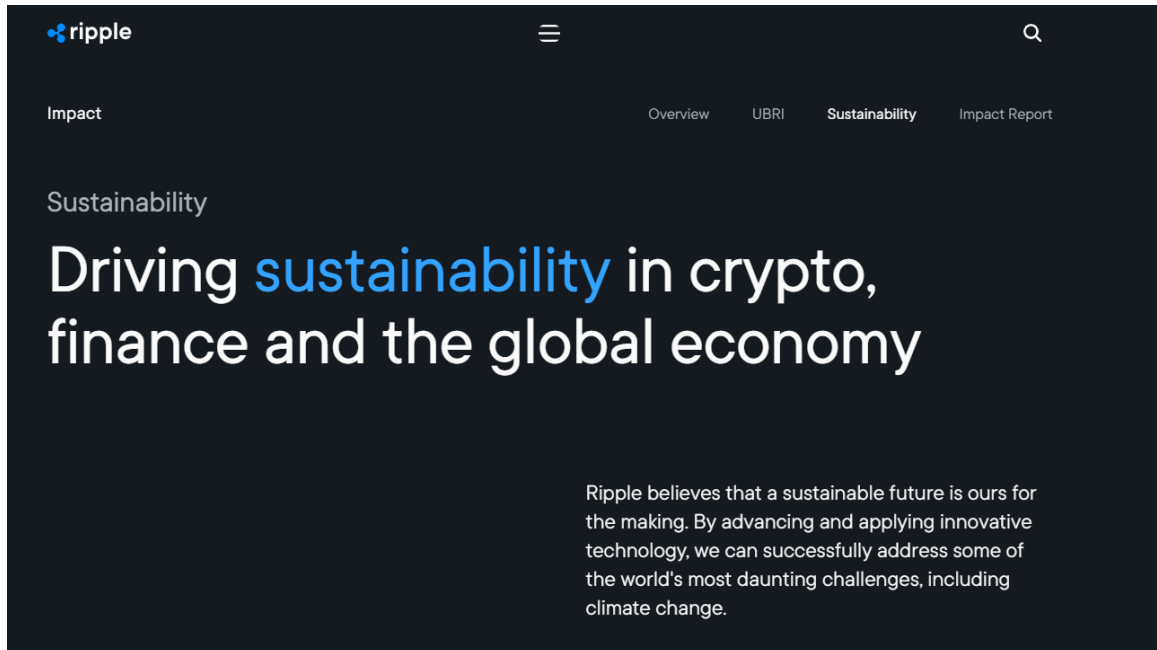 ripple
Impact
Overview
UBRI
Sustainability
Impact Report
Sustainability
Driving sustainability in crypto,
finance and the global economy
Ripple believes that a sustainable future is ours for
the making. By advancing and applying innovative
technology, we can successfully address some of
the world's most daunting challenges, including
climate change.